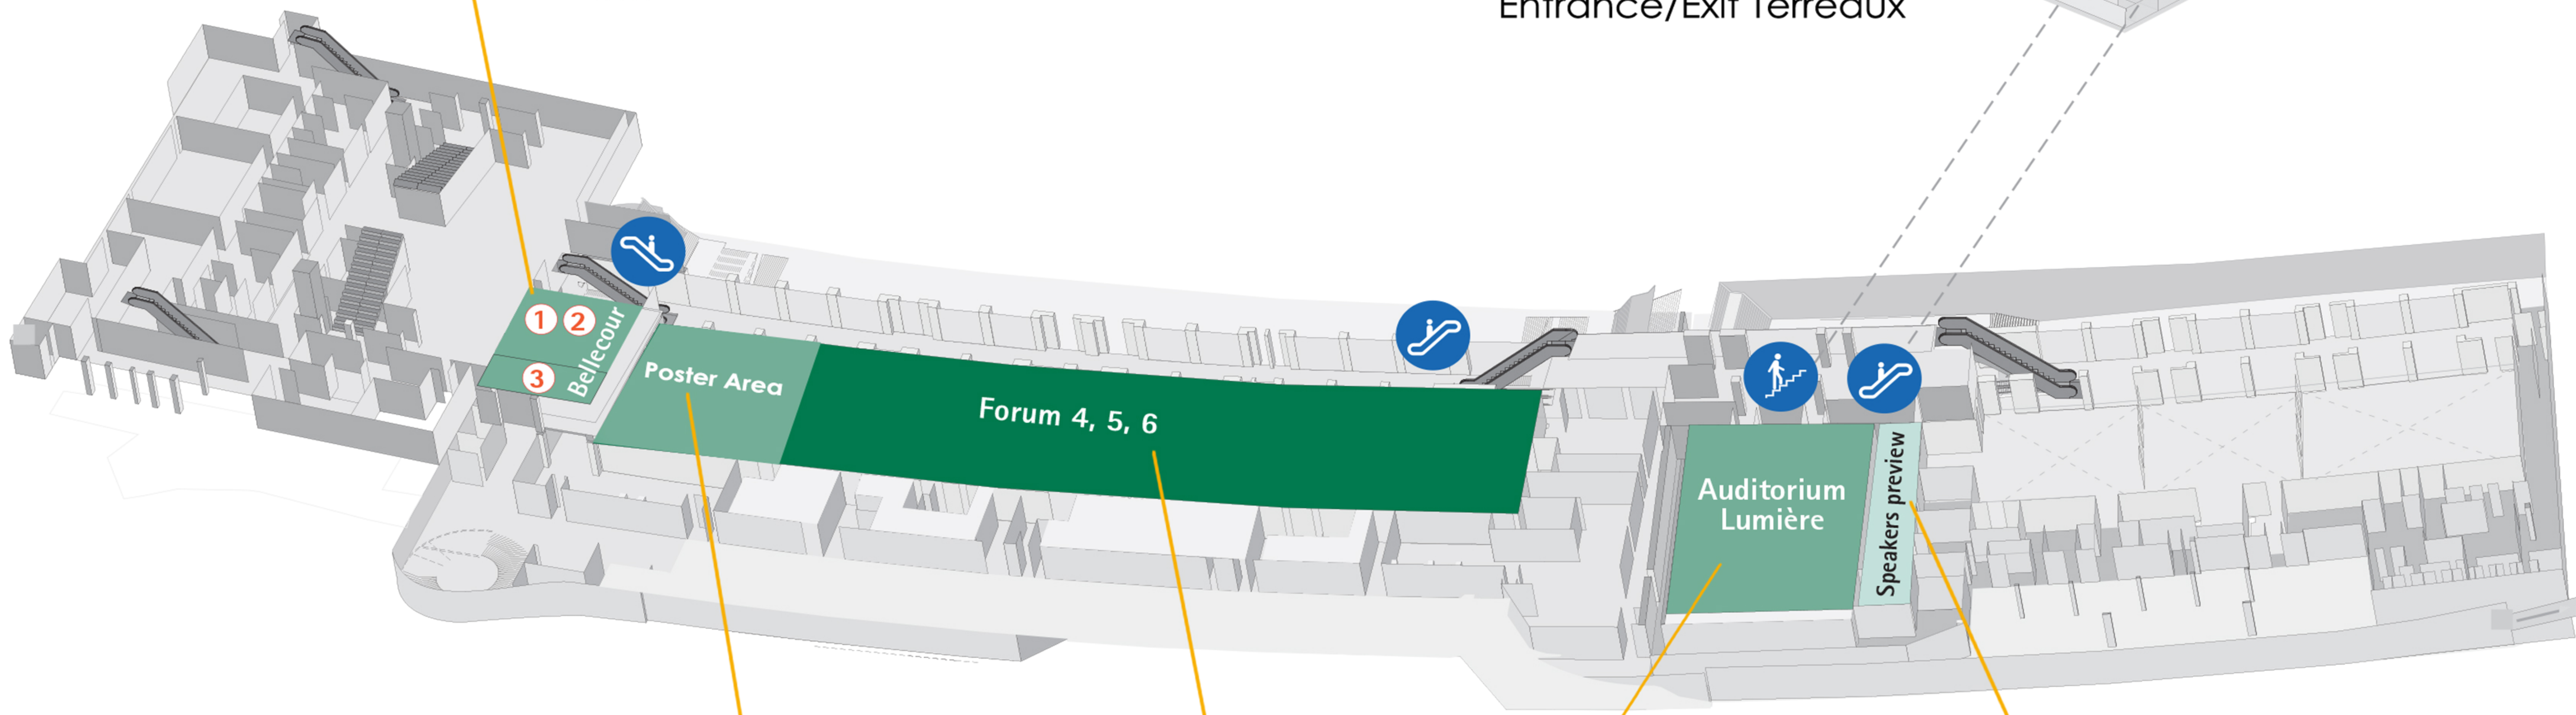 Entrance/Exit Terreaux
1 2
Bellecour
3
Poster Area
Forum 4, 5, 6
Auditorium
Lumière
Speakers preview